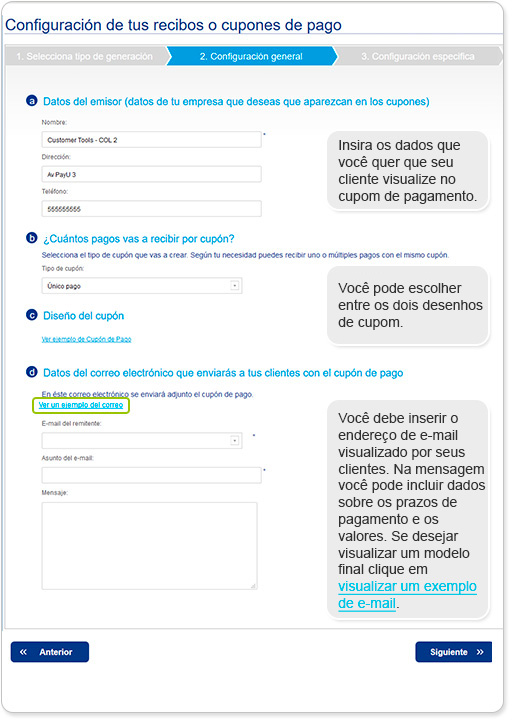 Configuración de tus recibos o cupones de pago
1. Selecciona tipo de generación
2. Configuración general
3. Configuración específica
a Datos del emisor (datos de tu empresa que deseas que aparezcan en los cupones)
Nombre:
Customer Tools - COL 2 *
Dirección:
Av.PayU 3
Teléfono:
555555555
Insira os dados que
você quer que seu
cliente visualize no
cupom de pagamento.
b ¿Cuántos pagos vas a recibir por cupón?
Selecciona el tipo de cupón que vas a crear. Según tu necesidad puedes recibir uno o múltiples pagos con el mismo cupón.
Tipo de cupón:
Único pago
Você pode escolher
entre os dois desenhos
de cupom.
c Diseño del cupón
Ver ejemplo de Cupón de Pago
d Datos del correo electrónico que enviarás a tus clientes con el cupón de pago
En éste correo electrónico se enviará adjunto el cupón de pago.
Ver un ejemplo del correo
E-mail del remitente:
*
Asunto del e-mail:
*
Mensaje:
Você debe inserir o
endereço de e-mail
visualizado por seus
clientes. Na mensagem
você pode incluir dados
sobre os prazos de
pagamento e os
valores. Se desejar
visualizar um modelo
final clique em
visualizar um exemplo
de e-mail.
« Anterior
Siguiente »